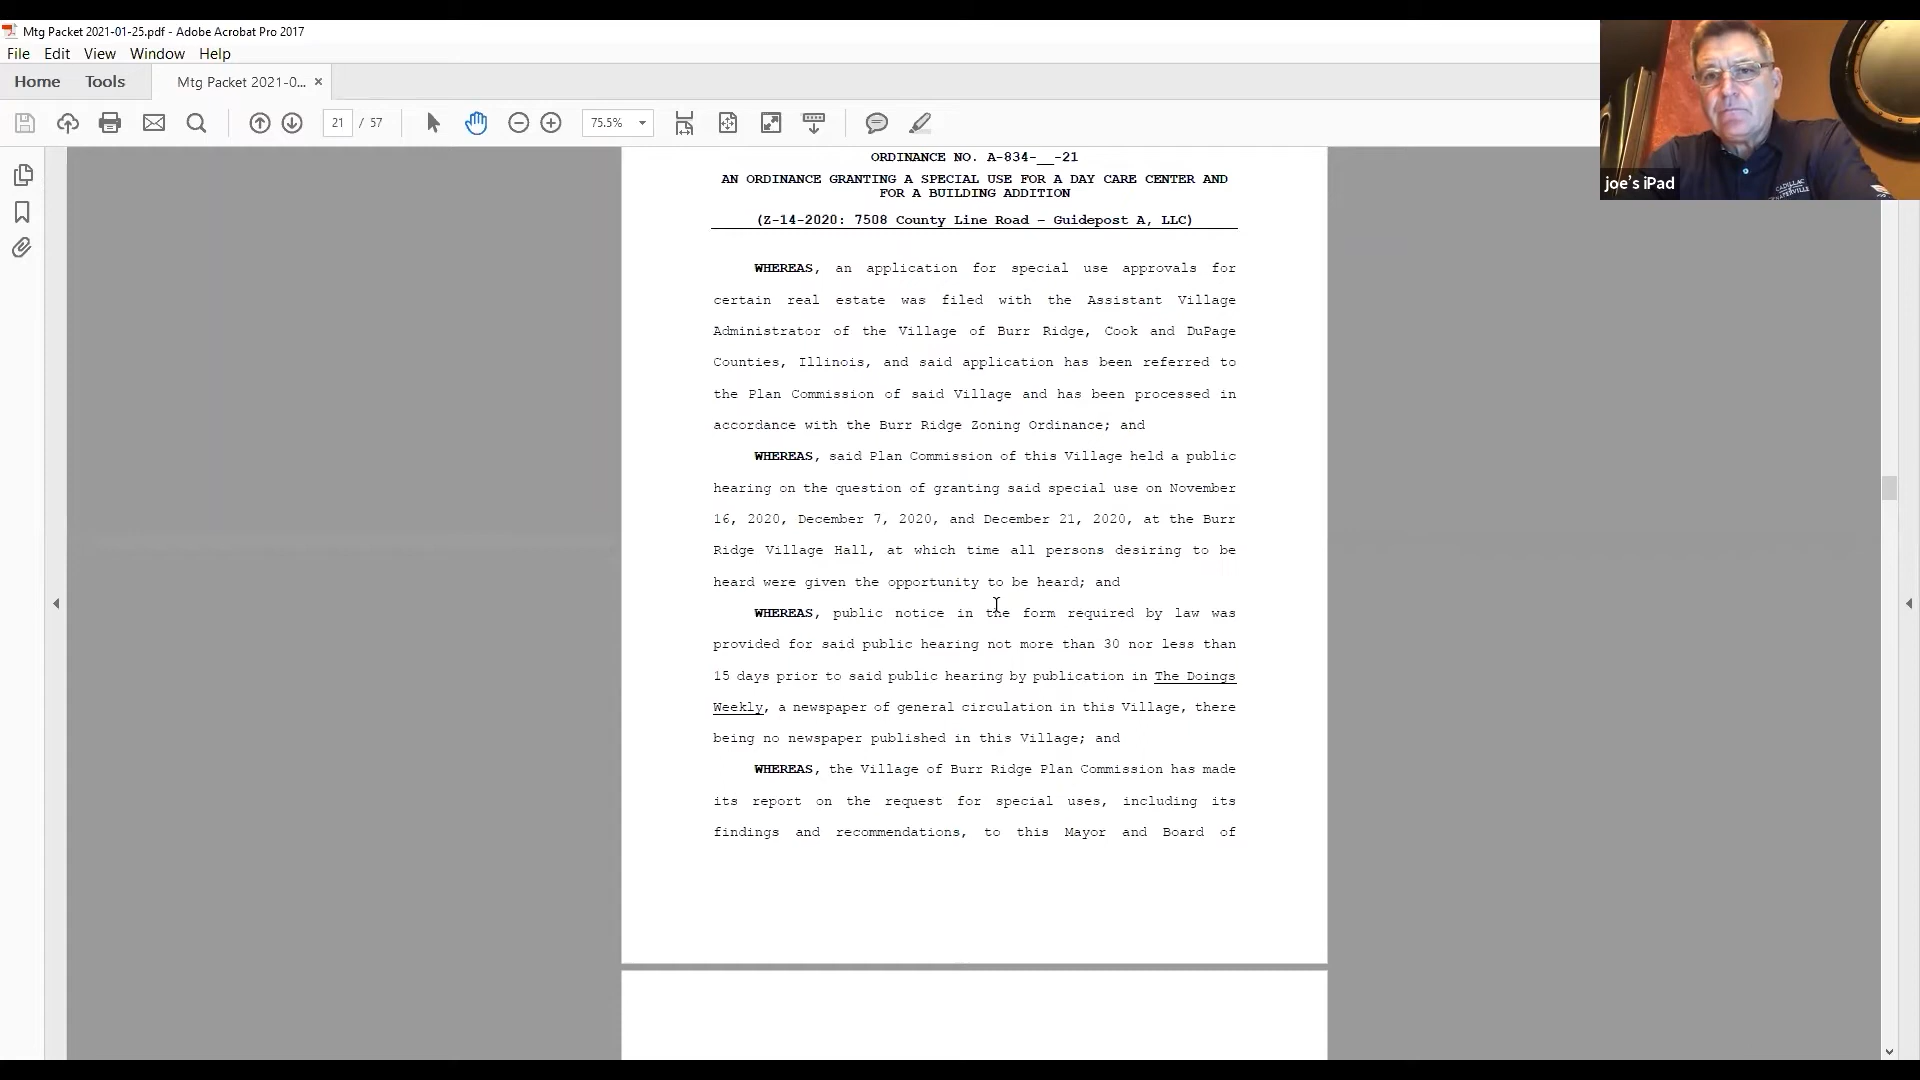 Mtg Packet 2021-01-25.pdf - Adobe Acrobat Pro 2017
File Edit View Window Help
Home Tools Mtg Packet 2021-0... ×
21 / 57 75.5%
joe's iPad
CADILLAC
ORDINANCE NO. A-834-__-21
AN ORDINANCE GRANTING A SPECIAL USE FOR A DAY CARE CENTER AND
FOR A BUILDING ADDITION
(Z-14-2020: 7508 County Line Road – Guidepost A, LLC)
WHEREAS, an application for special use approvals for
certain real estate was filed with the Assistant Village
Administrator of the Village of Burr Ridge, Cook and DuPage
Counties, Illinois, and said application has been referred to
the Plan Commission of said Village and has been processed in
accordance with the Burr Ridge Zoning Ordinance; and
WHEREAS, said Plan Commission of this Village held a public
hearing on the question of granting said special use on November
16, 2020, December 7, 2020, and December 21, 2020, at the Burr
Ridge Village Hall, at which time all persons desiring to be
heard were given the opportunity to be heard; and
WHEREAS, public notice in the form required by law was
provided for said public hearing not more than 30 nor less than
15 days prior to said public hearing by publication in The Doings
Weekly, a newspaper of general circulation in this Village, there
being no newspaper published in this Village; and
WHEREAS, the Village of Burr Ridge Plan Commission has made
its report on the request for special uses, including its
findings and recommendations, to this Mayor and Board of